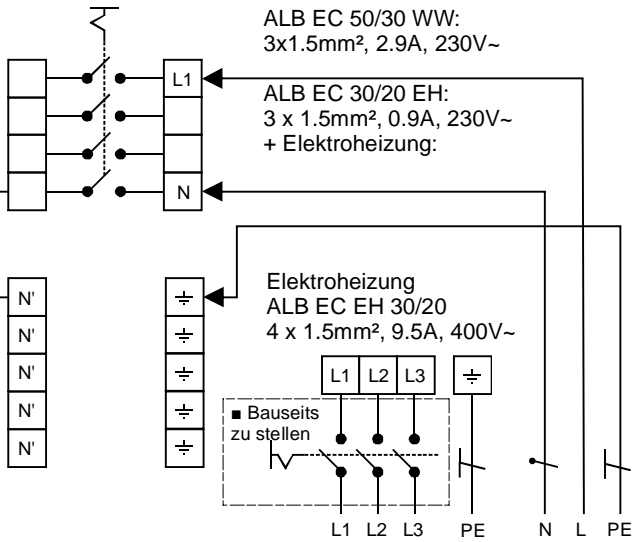 ALB EC 50/30 WW:
3x1.5mm², 2.9A, 230V~
L1
ALB EC 30/20 EH:
3 x 1.5mm², 0.9A, 230V~
+ Elektroheizung:
N
N'
N'
N'
N'
N'
Elektroheizung
ALB EC EH 30/20
4 x 1.5mm², 9.5A, 400V~
L1 L2 L3
■ Bauseits
zu stellen
L1 L2 L3 PE N L PE